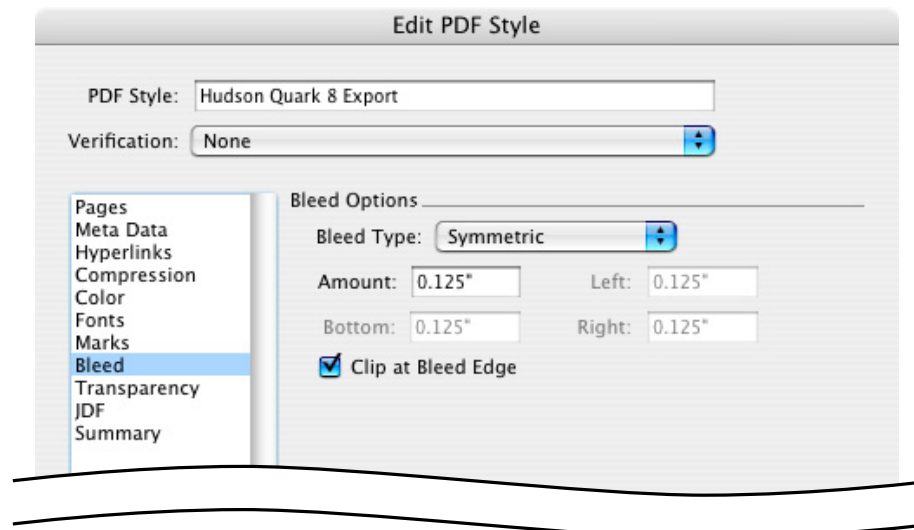 Edit PDF Style
PDF Style: Hudson Quark 8 Export
Verification: None
Pages
Meta Data
Hyperlinks
Compression
Color
Fonts
Marks
Bleed
Transparency
JDF
Summary
Bleed Options
Bleed Type: Symmetric
Amount: 0.125" Left: 0.125"
Bottom: 0.125" Right: 0.125"
Clip at Bleed Edge